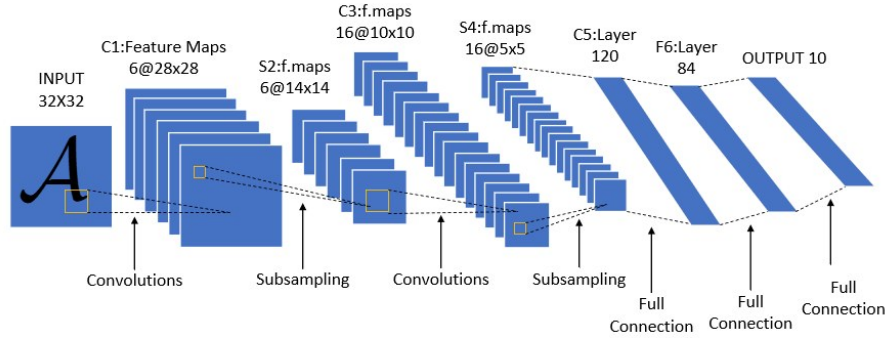 INPUT
32X32
C1:Feature Maps
6@28x28
S2:f.maps
6@14x14
C3:f.maps
16@10x10
S4:f.maps
16@5x5
C5:Layer
120
F6:Layer
84
OUTPUT 10
A
Convolutions
Subsampling
Convolutions
Subsampling
Full
Connection
Full
Connection
Full
Connection